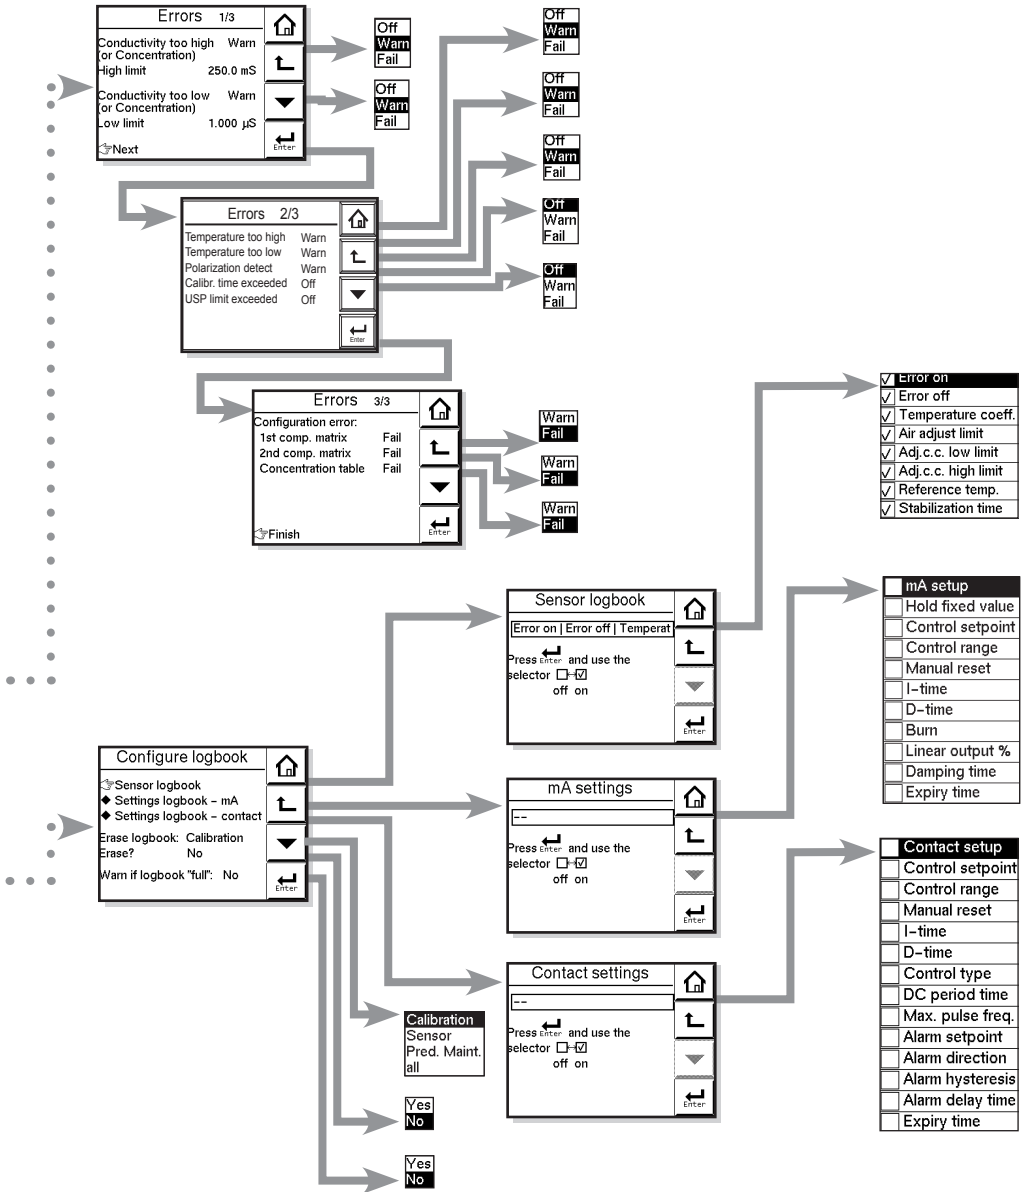 Errors 1/3
Conductivity too high Warn
(or Concentration)
High limit 250.0 mS
Conductivity too low Warn
(or Concentration)
Low limit 1.000 µS
Next
Enter
Off
Warn
Fail
Off
Warn
Fail
Errors 2/3
Temperature too high Warn
Temperature too low Warn
Polarization detect Warn
Calibr. time exceeded Off
USP limit exceeded Off
Enter
Off
Warn
Fail
Off
Warn
Fail
Off
Warn
Fail
Off
Warn
Fail
Off
Warn
Fail
Errors 3/3
Configuration error:
1st comp. matrix Fail
2nd comp. matrix Fail
Concentration table Fail
Finish
Enter
Warn
Fail
Warn
Fail
Warn
Fail
Configure logbook
Sensor logbook
Settings logbook – mA
Settings logbook – contact
Erase logbook: Calibration
Erase? No
Warn if logbook "full": No
Enter
Sensor logbook
Error on | Error off | Temperat
Press Enter and use the
selector
off on
Enter
Error on
Error off
Temperature coeff.
Air adjust limit
Adj.c.c. low limit
Adj.c.c. high limit
Reference temp.
Stabilization time
mA settings
--
Press Enter and use the
selector
off on
Enter
mA setup
Hold fixed value
Control setpoint
Control range
Manual reset
I-time
D-time
Burn
Linear output %
Damping time
Expiry time
Contact settings
--
Press Enter and use the
selector
off on
Enter
Contact setup
Control setpoint
Control range
Manual reset
I-time
D-time
Control type
DC period time
Max. pulse freq.
Alarm setpoint
Alarm direction
Alarm hysteresis
Alarm delay time
Expiry time
Calibration
Sensor
Pred. Maint.
all
Yes
No
Yes
No